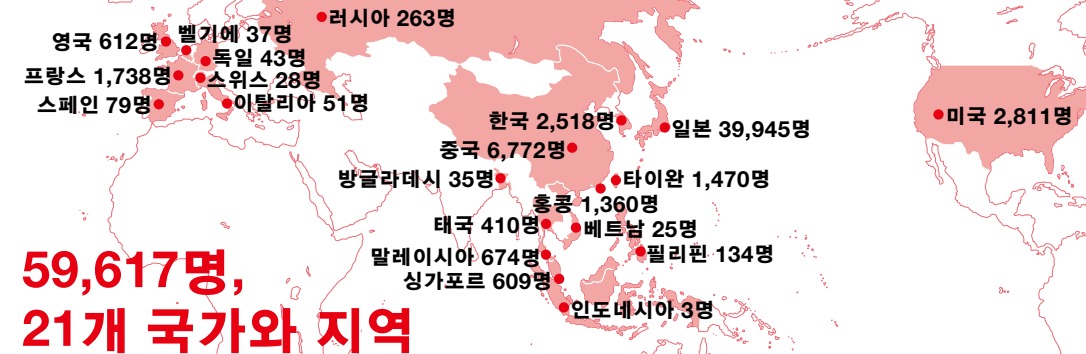 러시아 263명
영국 612명
벨기에 37명
독일 43명
프랑스 1,738명
스위스 28명
스페인 79명
이탈리아 51명
한국 2,518명
일본 39,945명
미국 2,811명
중국 6,772명
방글라데시 35명
타이완 1,470명
홍콩 1,360명
태국 410명
베트남 25명
말레이시아 674명
필리핀 134명
싱가포르 609명
인도네시아 3명
59,617명,
21개 국가와 지역